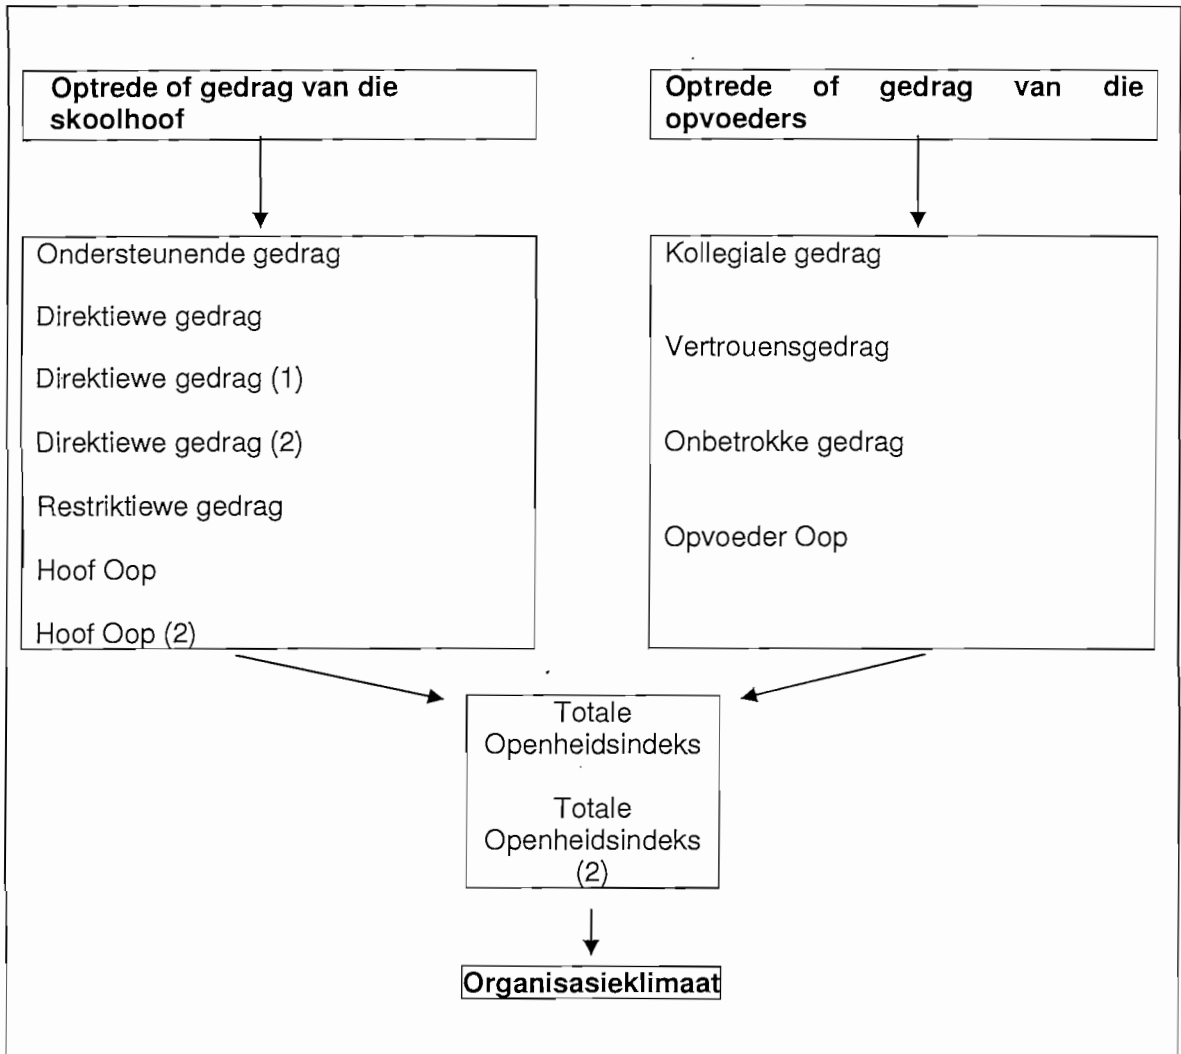 Optrede of gedrag van die
skoolhoof
Optrede of gedrag van die
opvoeders
Ondersteunende gedrag
Direktiewe gedrag
Direktiewe gedrag (1)
Direktiewe gedrag (2)
Restriktiewe gedrag
Hoof Oop
Hoof Oop (2)
Kollegiale gedrag
Vertrouensgedrag
Onbetrokke gedrag
Opvoeder Oop
Totale
Openheidsindeks
Totale
Openheidsindeks
(2)
Organisasieklimaat